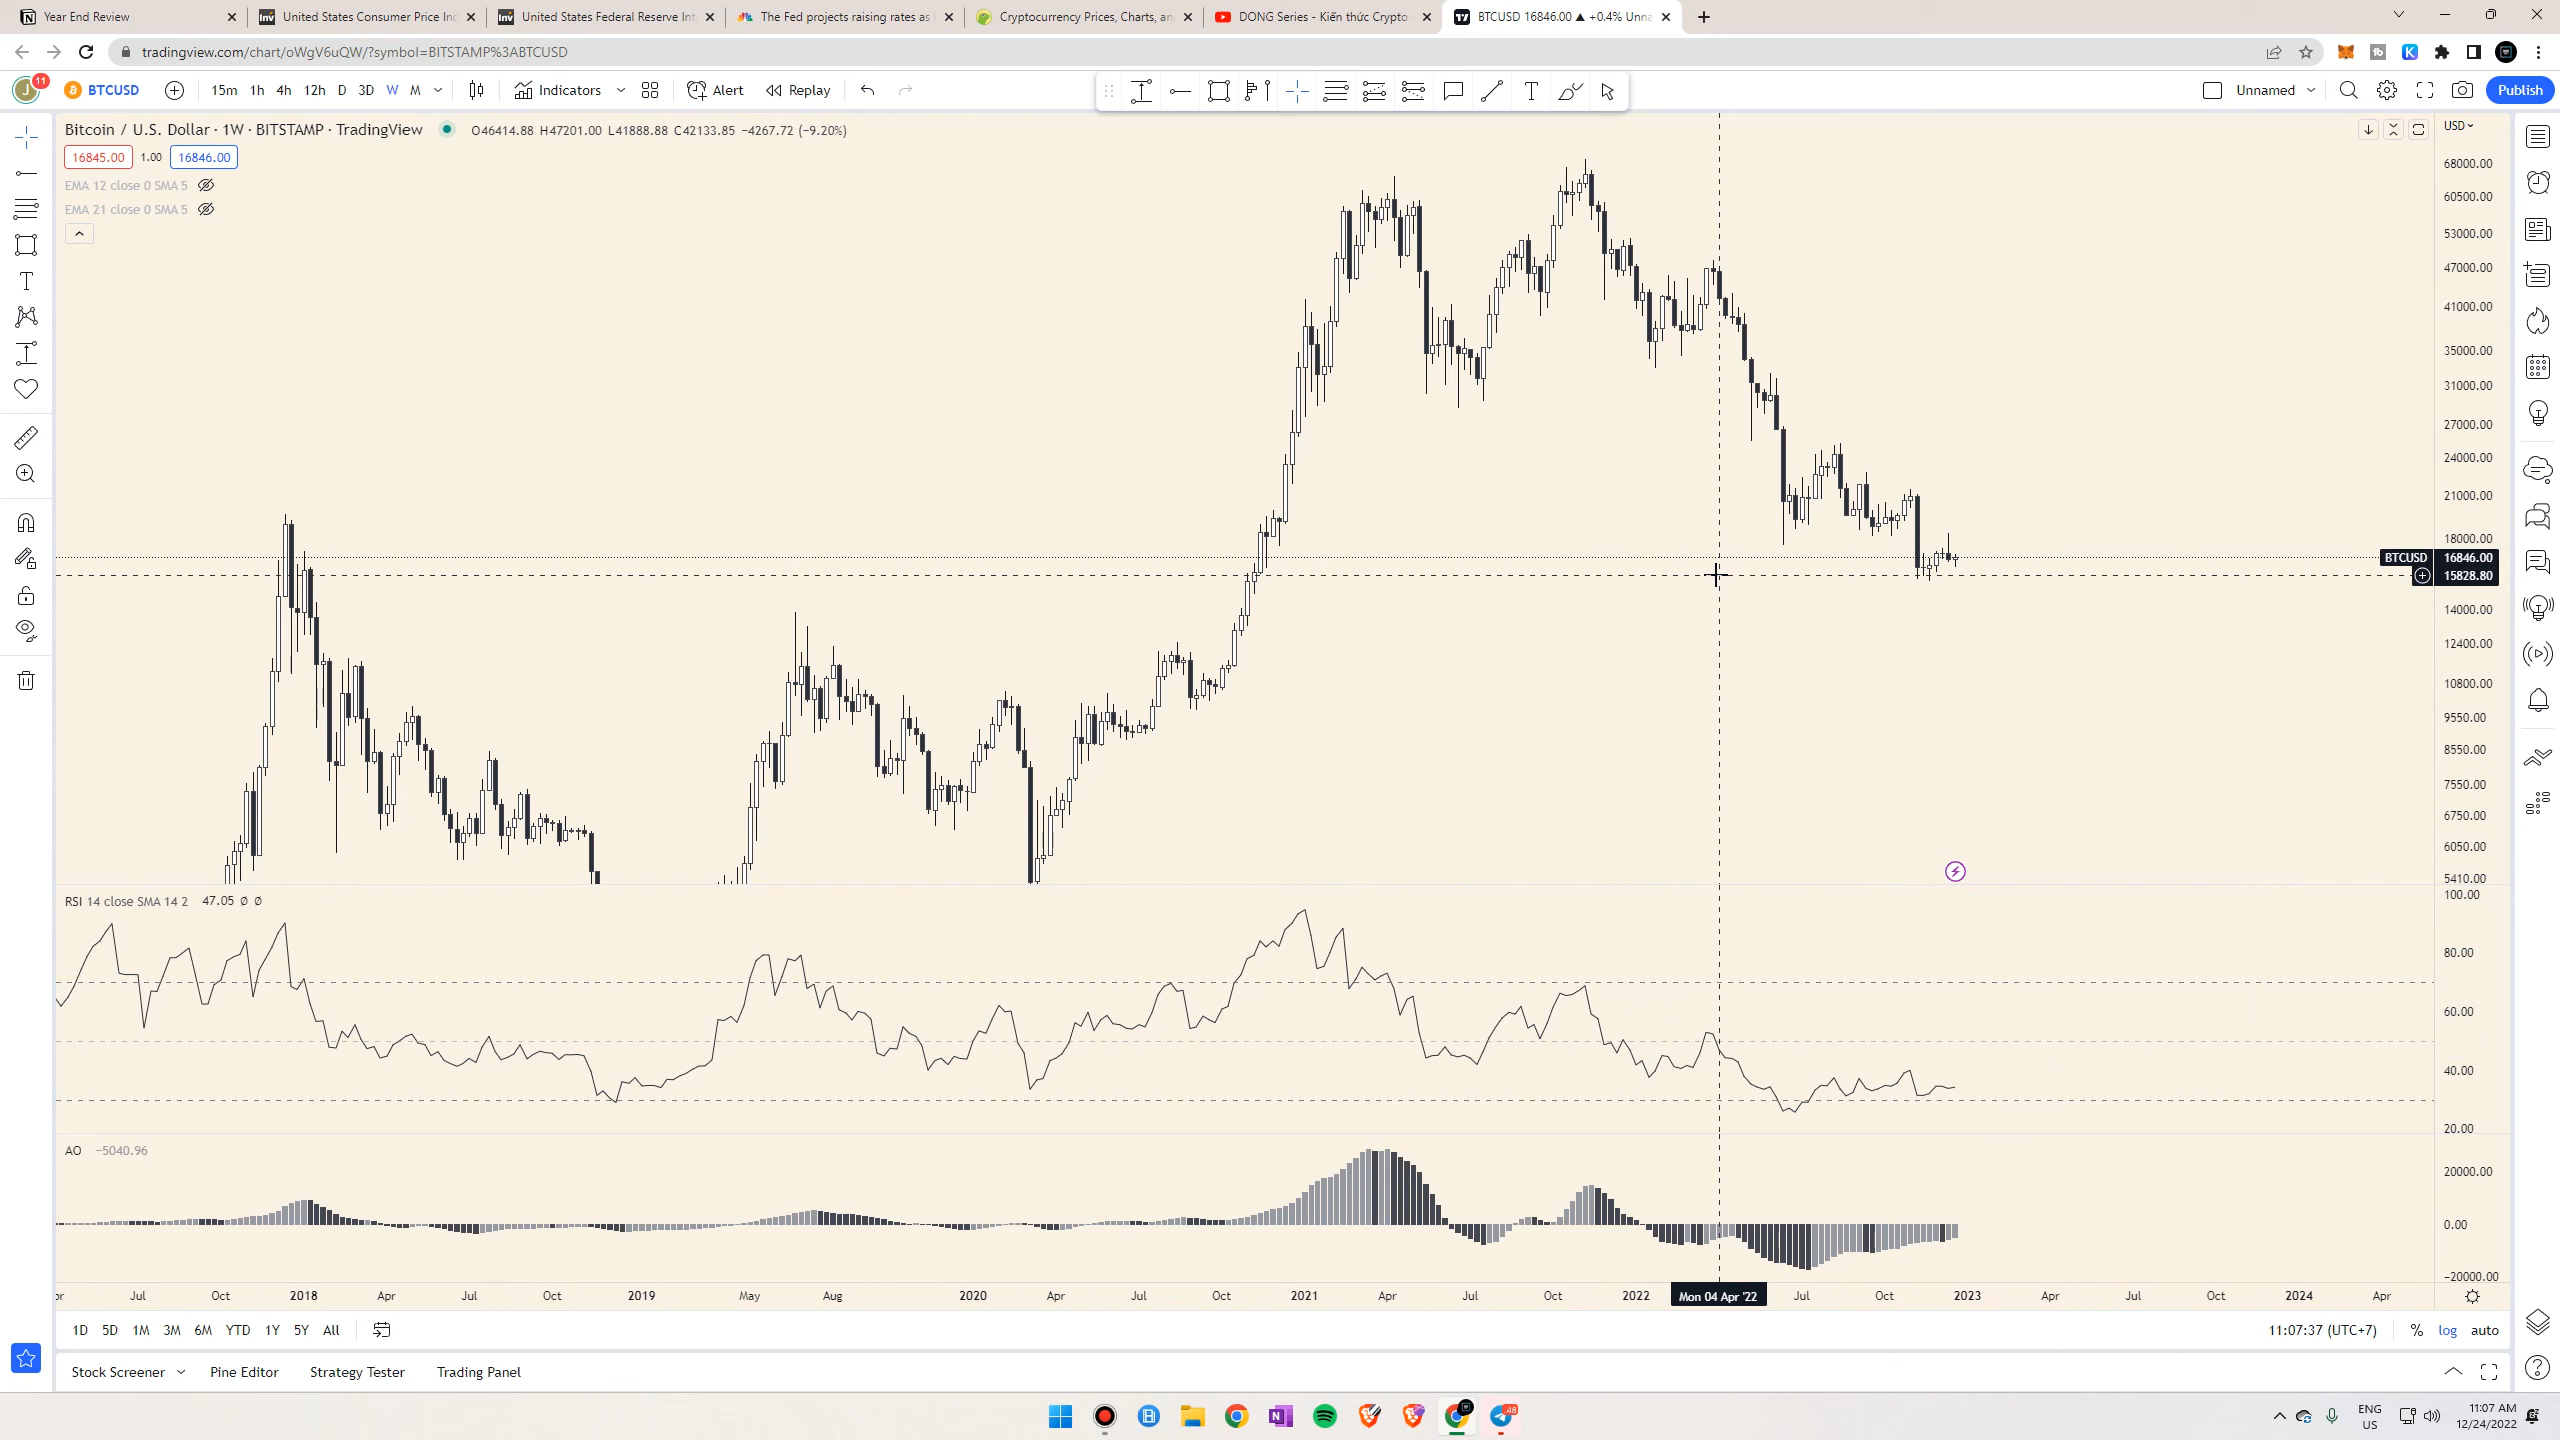 Year End Review
United States Consumer Price Ind
United States Federal Reserve Int
The Fed projects raising rates as
Cryptocurrency Prices, Charts, an
DONG Series - Kiến thức Crypto
BTCUSD 16846.00 ▲ +0.4% Unna
tradingview.com/chart/oWgV6uQW/?symbol=BITSTAMP%3ABTCUSD
J 11 BTCUSD 15m 1h 4h 12h D 3D W M Indicators Alert Replay Unnamed Publish
Bitcoin / U.S. Dollar · 1W · BITSTAMP · TradingView O46414.88 H47201.00 L41888.88 C42133.85 −4267.72 (−9.20%) USD
16845.00 1.00 16846.00
EMA 12 close 0 SMA 5
EMA 21 close 0 SMA 5
68000.00
60500.00
53000.00
47000.00
41000.00
35000.00
31000.00
27000.00
24000.00
21000.00
18000.00
BTCUSD 16846.00
15828.80
14000.00
12400.00
10800.00
9550.00
8550.00
7550.00
6750.00
6050.00
5410.00
RSI 14 close SMA 14 2 47.05 Ø Ø
100.00
80.00
60.00
40.00
20.00
AO −5040.96
20000.00
0.00
−20000.00
Jul Oct 2018 Apr Jul Oct 2019 May Aug 2020 Apr Jul Oct 2021 Apr Jul Oct 2022 Mon 04 Apr '22 Jul Oct 2023 Apr Jul Oct 2024 Apr
1D 5D 1M 3M 6M YTD 1Y 5Y All 11:07:37 (UTC+7) % log auto
Stock Screener Pine Editor Strategy Tester Trading Panel
ENG
US
11:07 AM
12/24/2022